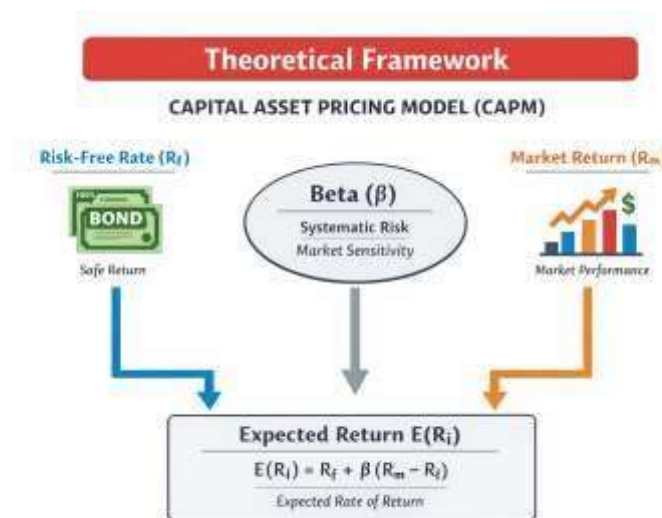 Theoretical Framework
CAPITAL ASSET PRICING MODEL (CAPM)
Risk-Free Rate (Rf)
BOND
Safe Return
Beta (β)
Systematic Risk
Market Sensitivity
Market Return (Rm
$
Market Performance
Expected Return E(Ri)
E(Ri) = Rf + β (Rm − Rf)
Expected Rate of Return